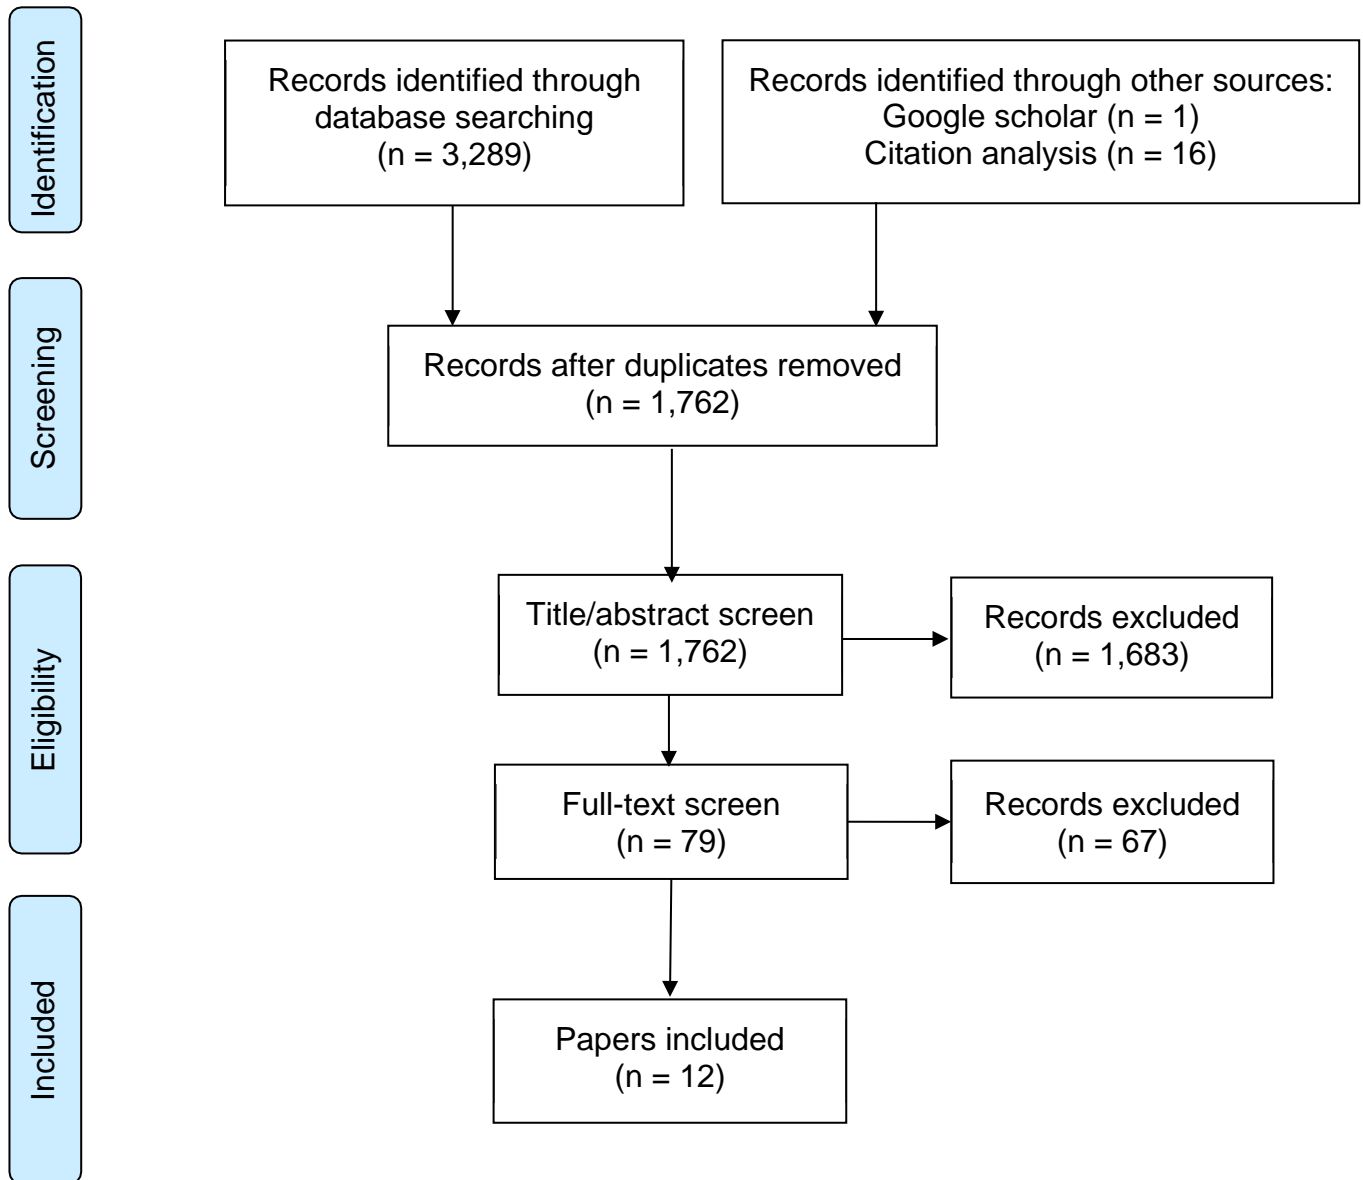 Identification
Records identified through
database searching
(n = 3,289)
Records identified through other sources:
Google scholar (n = 1)
Citation analysis (n = 16)
Screening
Records after duplicates removed
(n = 1,762)
Eligibility
Title/abstract screen
(n = 1,762)
Records excluded
(n = 1,683)
Full-text screen
(n = 79)
Records excluded
(n = 67)
Included
Papers included
(n = 12)